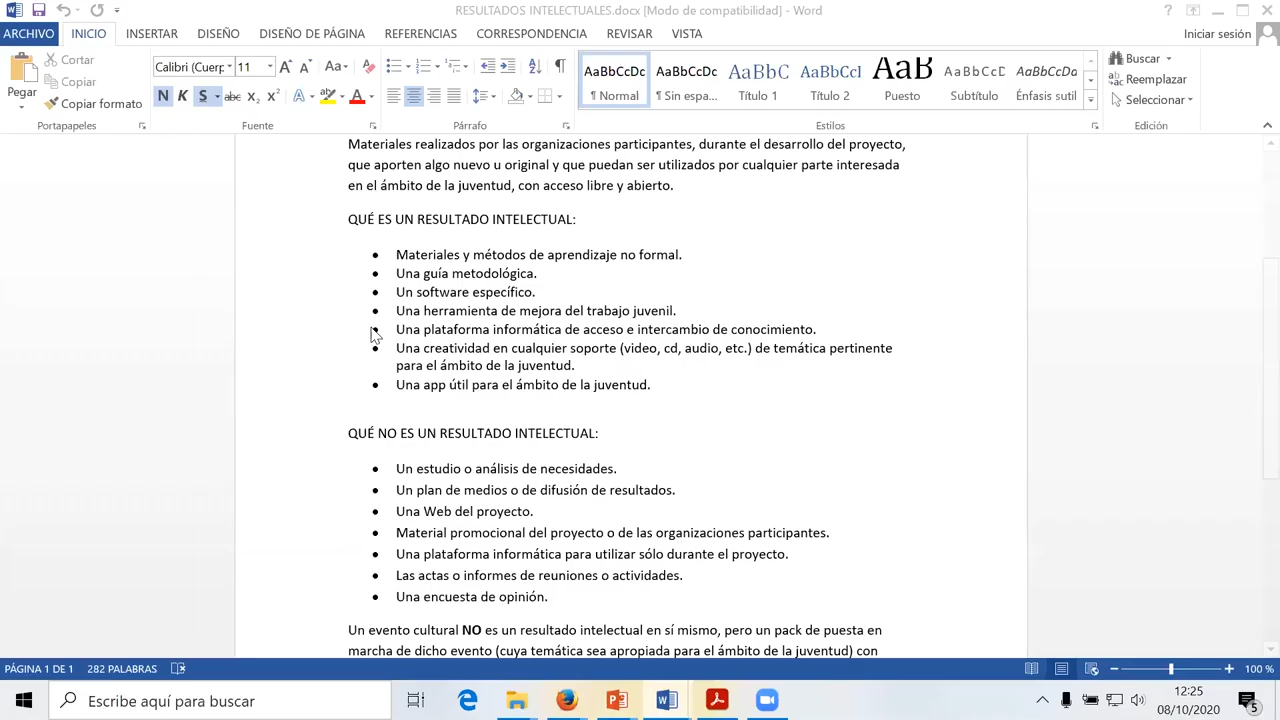 RESULTADOS INTELECTUALES.docx [Modo de compatibilidad] - Word
ARCHIVO INICIO INSERTAR DISEÑO DISEÑO DE PÁGINA REFERENCIAS CORRESPONDENCIA REVISAR VISTA Iniciar sesión
Pegar
Cortar
Copiar
Copiar formato
Portapapeles
Calibri (Cuerp 11
N K S abc x₂ x²
Fuente
Párrafo
AaBbCcDc AaBbCcDc AaBbC AaBbCcI AaB AaBbCcD AaBbCcDa
¶ Normal ¶ Sin espa... Título 1 Título 2 Puesto Subtítulo Énfasis sutil
Estilos
Buscar
Reemplazar
Seleccionar
Edición
Materiales realizados por las organizaciones participantes, durante el desarrollo del proyecto,
que aporten algo nuevo u original y que puedan ser utilizados por cualquier parte interesada
en el ámbito de la juventud, con acceso libre y abierto.
QUÉ ES UN RESULTADO INTELECTUAL:
• Materiales y métodos de aprendizaje no formal.
• Una guía metodológica.
• Un software específico.
• Una herramienta de mejora del trabajo juvenil.
• Una plataforma informática de acceso e intercambio de conocimiento.
• Una creatividad en cualquier soporte (video, cd, audio, etc.) de temática pertinente
para el ámbito de la juventud.
• Una app útil para el ámbito de la juventud.
QUÉ NO ES UN RESULTADO INTELECTUAL:
• Un estudio o análisis de necesidades.
• Un plan de medios o de difusión de resultados.
• Una Web del proyecto.
• Material promocional del proyecto o de las organizaciones participantes.
• Una plataforma informática para utilizar sólo durante el proyecto.
• Las actas o informes de reuniones o actividades.
• Una encuesta de opinión.
Un evento cultural NO es un resultado intelectual en sí mismo, pero un pack de puesta en
marcha de dicho evento (cuya temática sea apropiada para el ámbito de la juventud) con
PÁGINA 1 DE 1 282 PALABRAS 100 %
Escribe aquí para buscar
12:25
08/10/2020
5